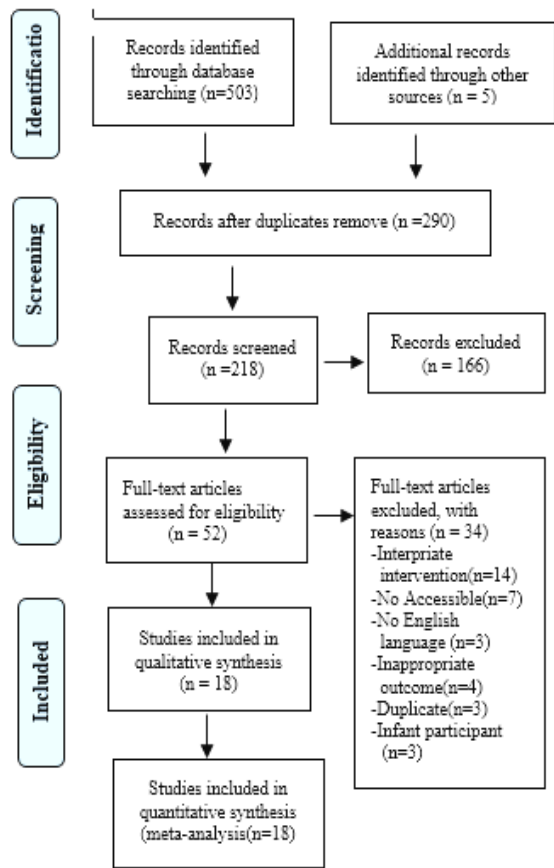 Identificatio
Records identified
through database
searching (n=503)
Additional records
identified through other
sources (n = 5)
Screening
Records after duplicates remove (n =290)
Records screened
(n =218)
Records excluded
(n = 166)
Eligibility
Full-text articles
assessed for eligibility
(n = 52)
Full-text articles
excluded, with
reasons (n = 34)
-Interpriate
intervention(n=14)
-No Accessible(n=7)
-No English
language (n=3)
-Inappropriate
outcome(n=4)
-Duplicate(n=3)
-Infant participant
(n=3)
Included
Studies included in
qualitative synthesis
(n = 18)
Studies included in
quantitative synthesis
(meta-analysis(n=18)